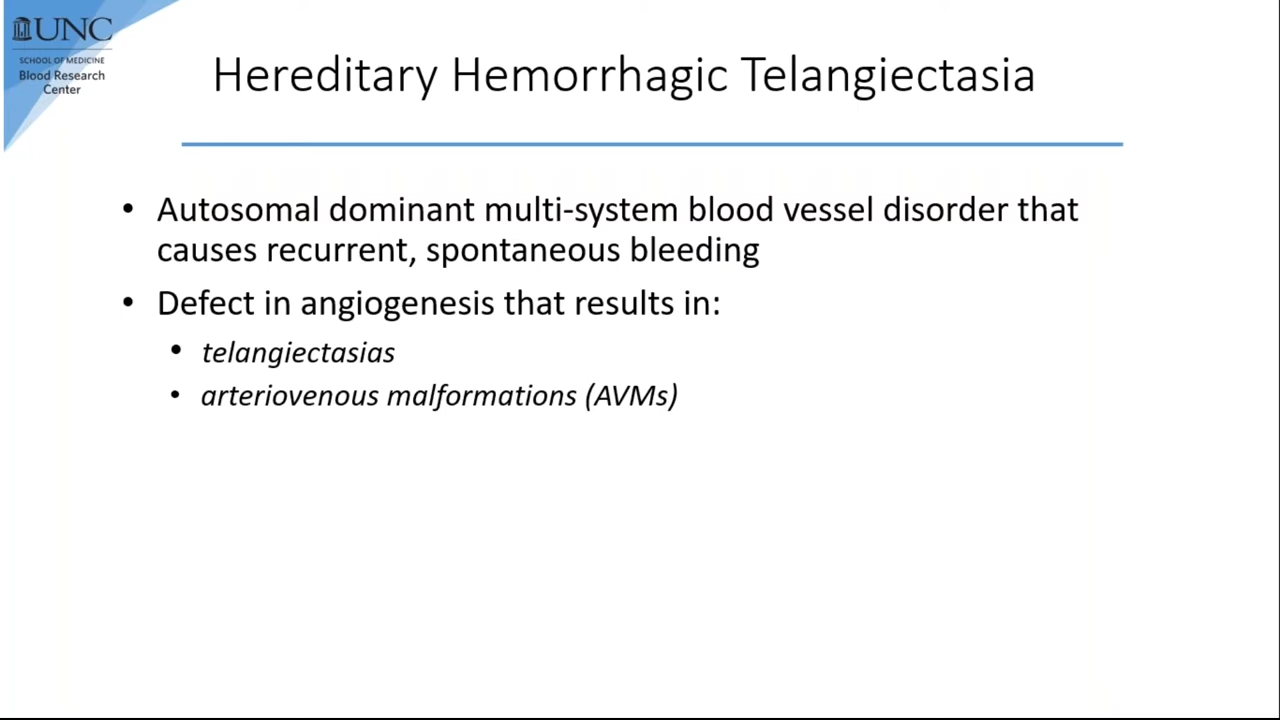 UNC
SCHOOL OF MEDICINE
Blood Research
Center
Hereditary Hemorrhagic Telangiectasia
• Autosomal dominant multi-system blood vessel disorder that
causes recurrent, spontaneous bleeding
• Defect in angiogenesis that results in:
• telangiectasias
• arteriovenous malformations (AVMs)